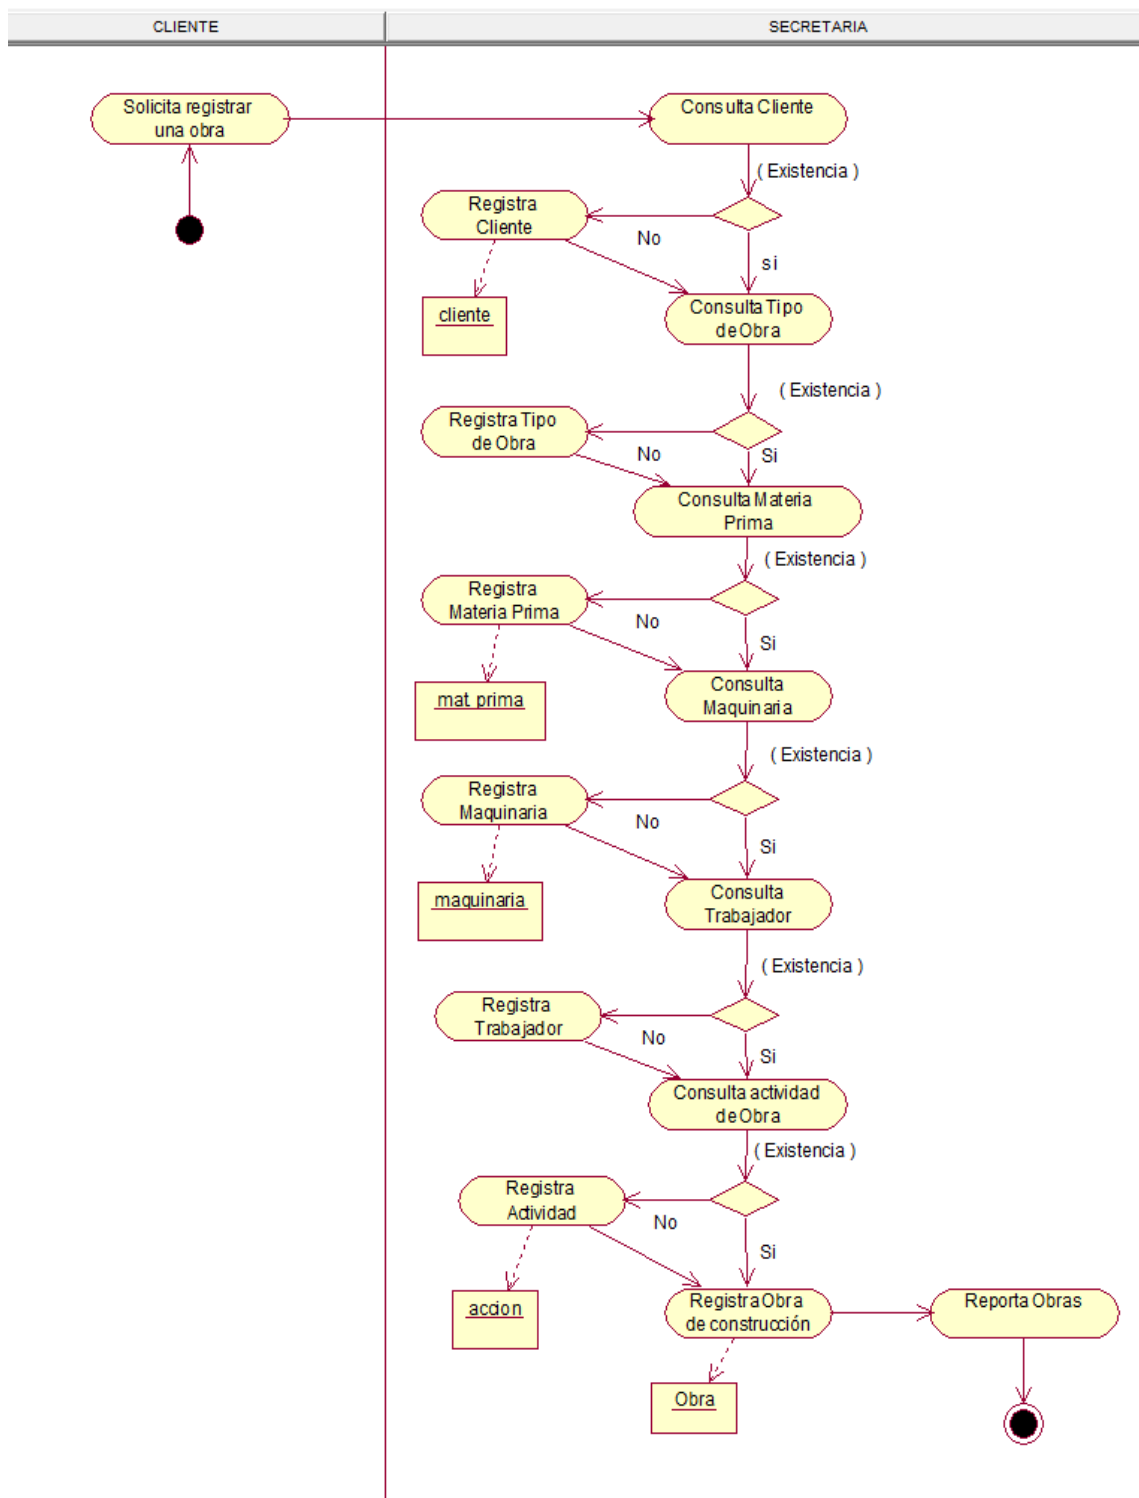 CLIENTE
SECRETARIA
Solicita registrar
una obra
Consulta Cliente
( Existencia )
Registra
Cliente
No
si
cliente
Consulta Tipo
de Obra
( Existencia )
Registra Tipo
de Obra
No
Si
Consulta Materia
Prima
( Existencia )
Registra
Materia Prima
No
Si
mat. prima
Consulta
Maquinaria
( Existencia )
Registra
Maquinaria
No
Si
maquinaria
Consulta
Trabajador
( Existencia )
Registra
Trabajador
No
Si
Consulta actividad
de Obra
( Existencia )
Registra
Actividad
No
Si
accion
Registra Obra
de construcción
Reporta Obras
Obra